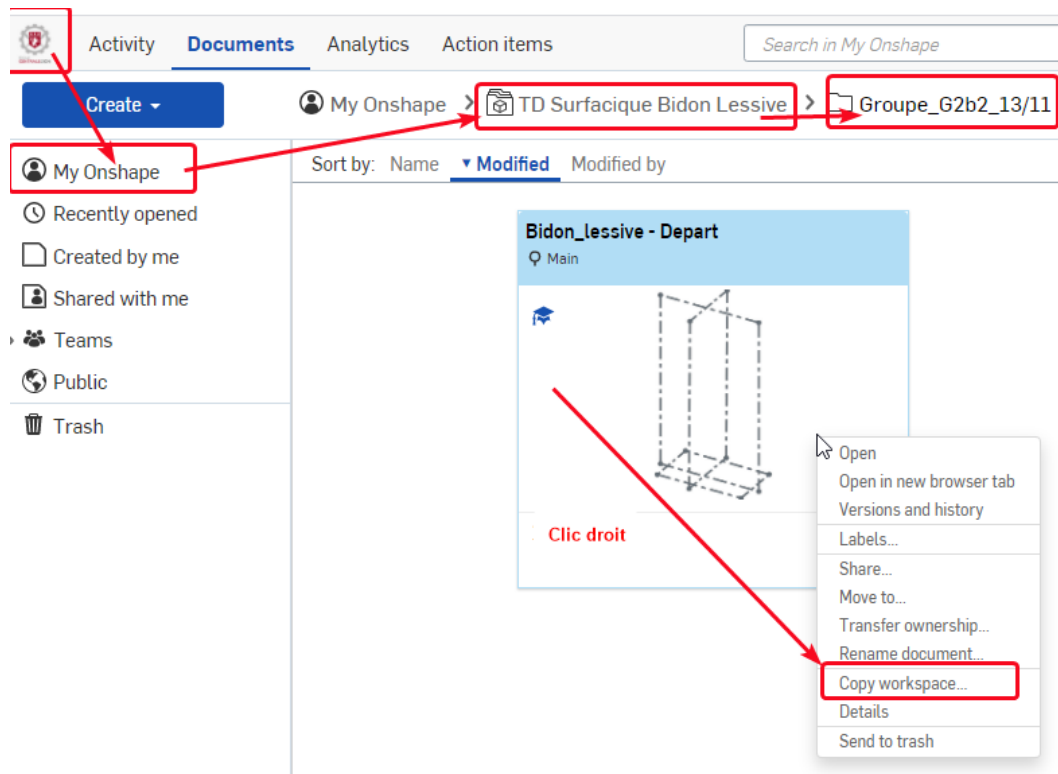 Activity Documents Analytics Action items Search in My Onshape
Create My Onshape > TD Surfacique Bidon Lessive > Groupe_G2b2_13/11
Sort by: Name Modified Modified by
My Onshape
Recently opened
Created by me
Shared with me
Teams
Public
Trash
Bidon_lessive - Depart
Main
Clic droit
Open
Open in new browser tab
Versions and history
Labels...
Share...
Move to...
Transfer ownership...
Rename document...
Copy workspace...
Details
Send to trash